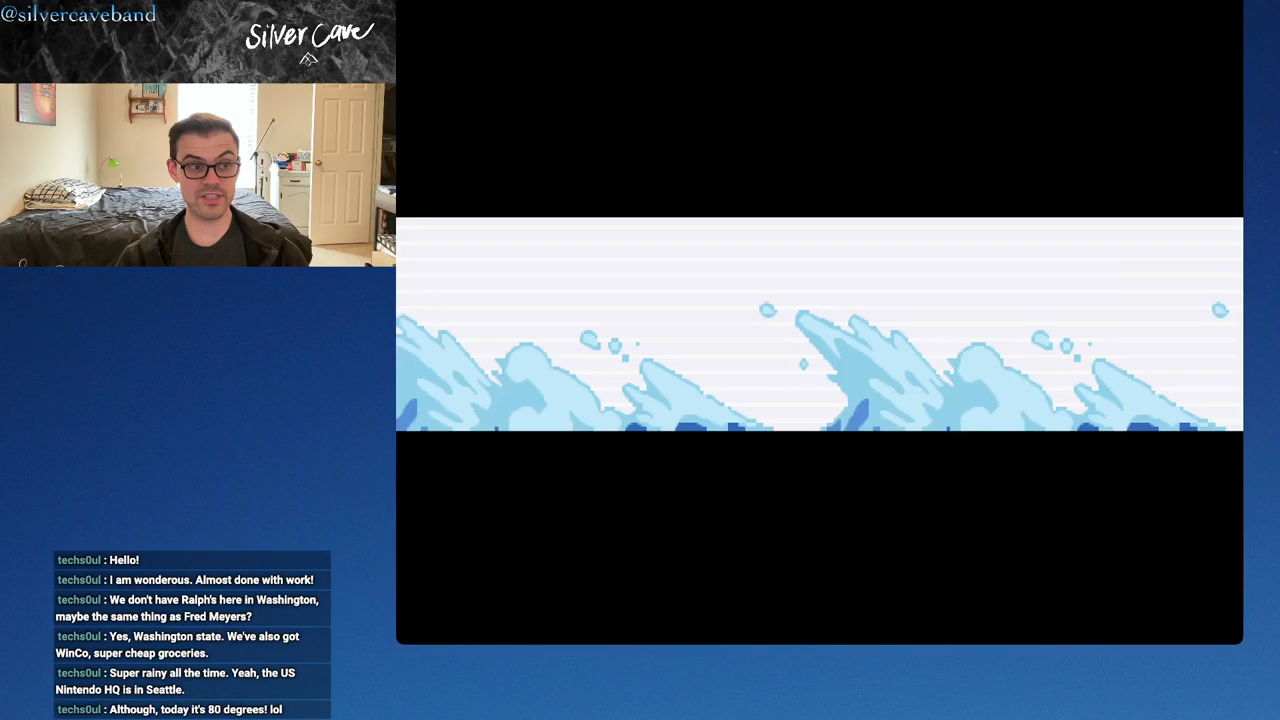 @silvercaveband
Silver Cave
techs0ul : Hello!
techs0ul : I am wonderous. Almost done with work!
techs0ul : We don't have Ralph's here in Washington,
maybe the same thing as Fred Meyers?
techs0ul : Yes, Washington state. We've also got
WinCo, super cheap groceries.
techs0ul : Super rainy all the time. Yeah, the US
Nintendo HQ is in Seattle.
techs0ul : Although, today it's 80 degrees! lol